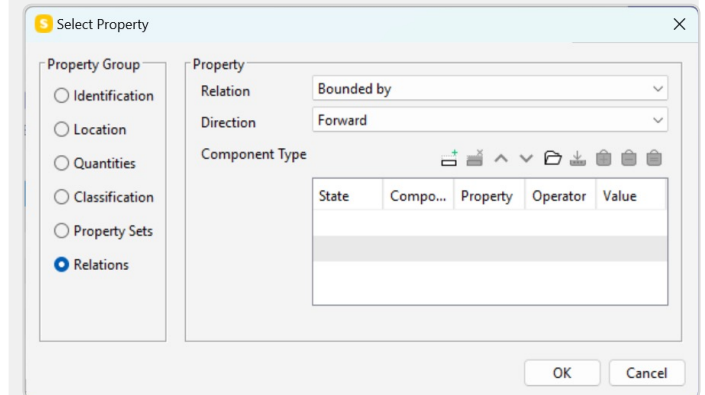 S Select Property
Property Group
Identification
Location
Quantities
Classification
Property Sets
Relations
Property
Relation Bounded by
Direction Forward
Component Type
State Compo... Property Operator Value
OK Cancel